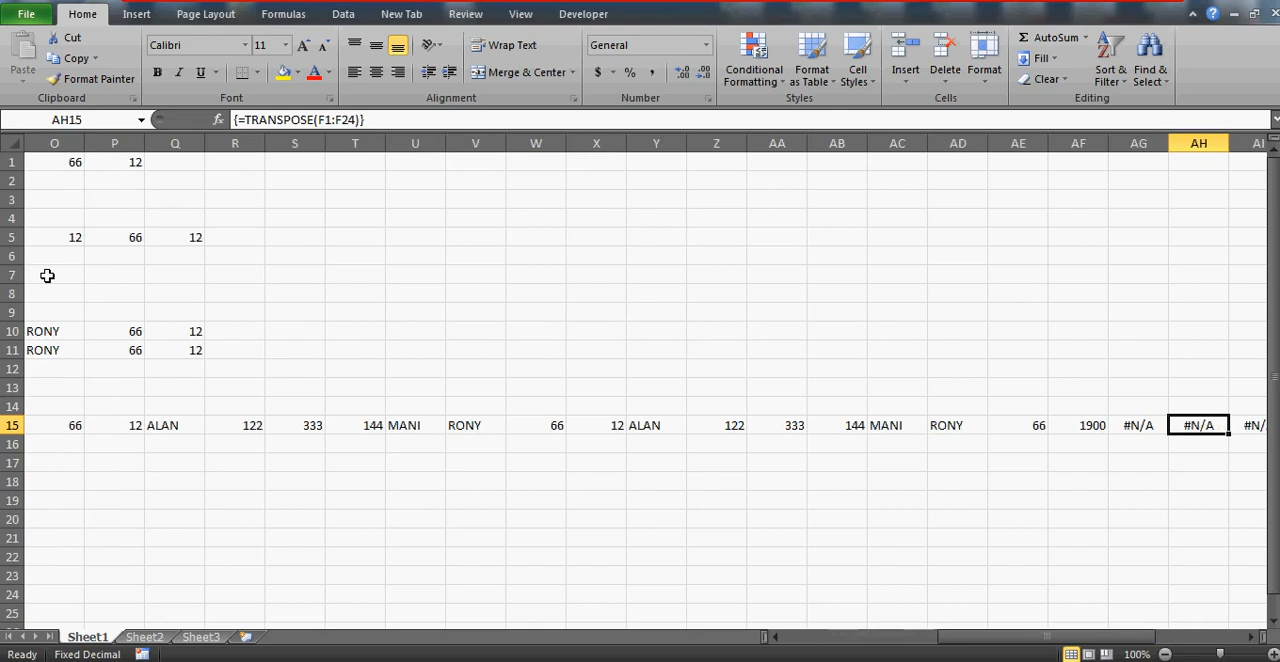 File Home Insert Page Layout Formulas Data New Tab Review View Developer
Cut Calibri 11 Wrap Text General AutoSum
Copy Fill
Paste Format Painter B I U Merge & Center $ % , Conditional Formatting Format as Table Cell Styles Insert Delete Format Clear Sort & Filter Find & Select
Clipboard Font Alignment Number Styles Cells Editing
AH15 fx {=TRANSPOSE(F1:F24)}
O P Q R S T U V W X Y Z AA AB AC AD AE AF AG AH AI
1 66 12
2
3
4
5 12 66 12
6
7
8
9
10 RONY 66 12
11 RONY 66 12
12
13
14
15 66 12 ALAN 122 333 144 MANI RONY 66 12 ALAN 122 333 144 MANI RONY 66 1900 #N/A #N/A #N/
16
17
18
19
20
21
22
23
24
25
Sheet1 Sheet2 Sheet3
Ready Fixed Decimal 100%